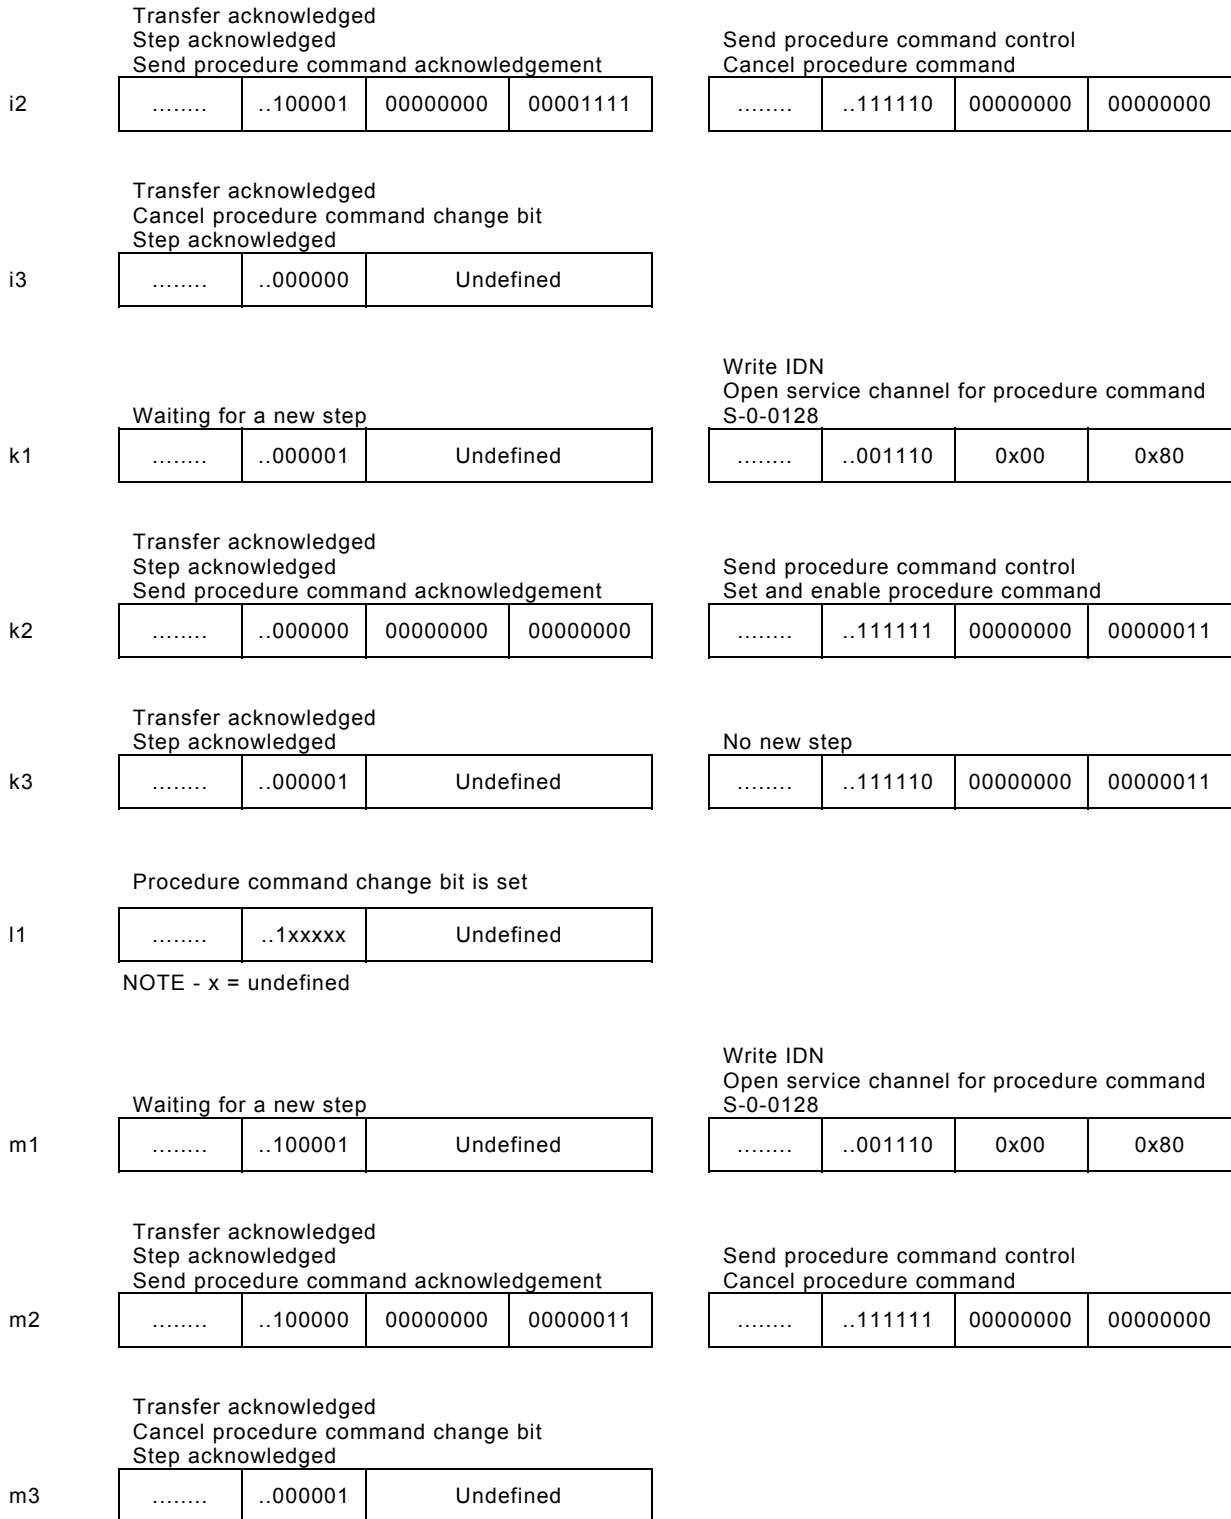 Transfer acknowledged
Step acknowledged
Send procedure command acknowledgement
Send procedure command control
Cancel procedure command
i2 ........ ..100001 00000000 00001111 ........ ..111110 00000000 00000000
Transfer acknowledged
Cancel procedure command change bit
Step acknowledged
i3 ........ ..000000 Undefined
Waiting for a new step
Write IDN
Open service channel for procedure command
S-0-0128
k1 ........ ..000001 Undefined ........ ..001110 0x00 0x80
Transfer acknowledged
Step acknowledged
Send procedure command acknowledgement
Send procedure command control
Set and enable procedure command
k2 ........ ..000000 00000000 00000000 ........ ..111111 00000000 00000011
Transfer acknowledged
Step acknowledged
No new step
k3 ........ ..000001 Undefined ........ ..111110 00000000 00000011
Procedure command change bit is set
l1 ........ ..1xxxxx Undefined
NOTE - x = undefined
Waiting for a new step
Write IDN
Open service channel for procedure command
S-0-0128
m1 ........ ..100001 Undefined ........ ..001110 0x00 0x80
Transfer acknowledged
Step acknowledged
Send procedure command acknowledgement
Send procedure command control
Cancel procedure command
m2 ........ ..100000 00000000 00000011 ........ ..111111 00000000 00000000
Transfer acknowledged
Cancel procedure command change bit
Step acknowledged
m3 ........ ..000001 Undefined